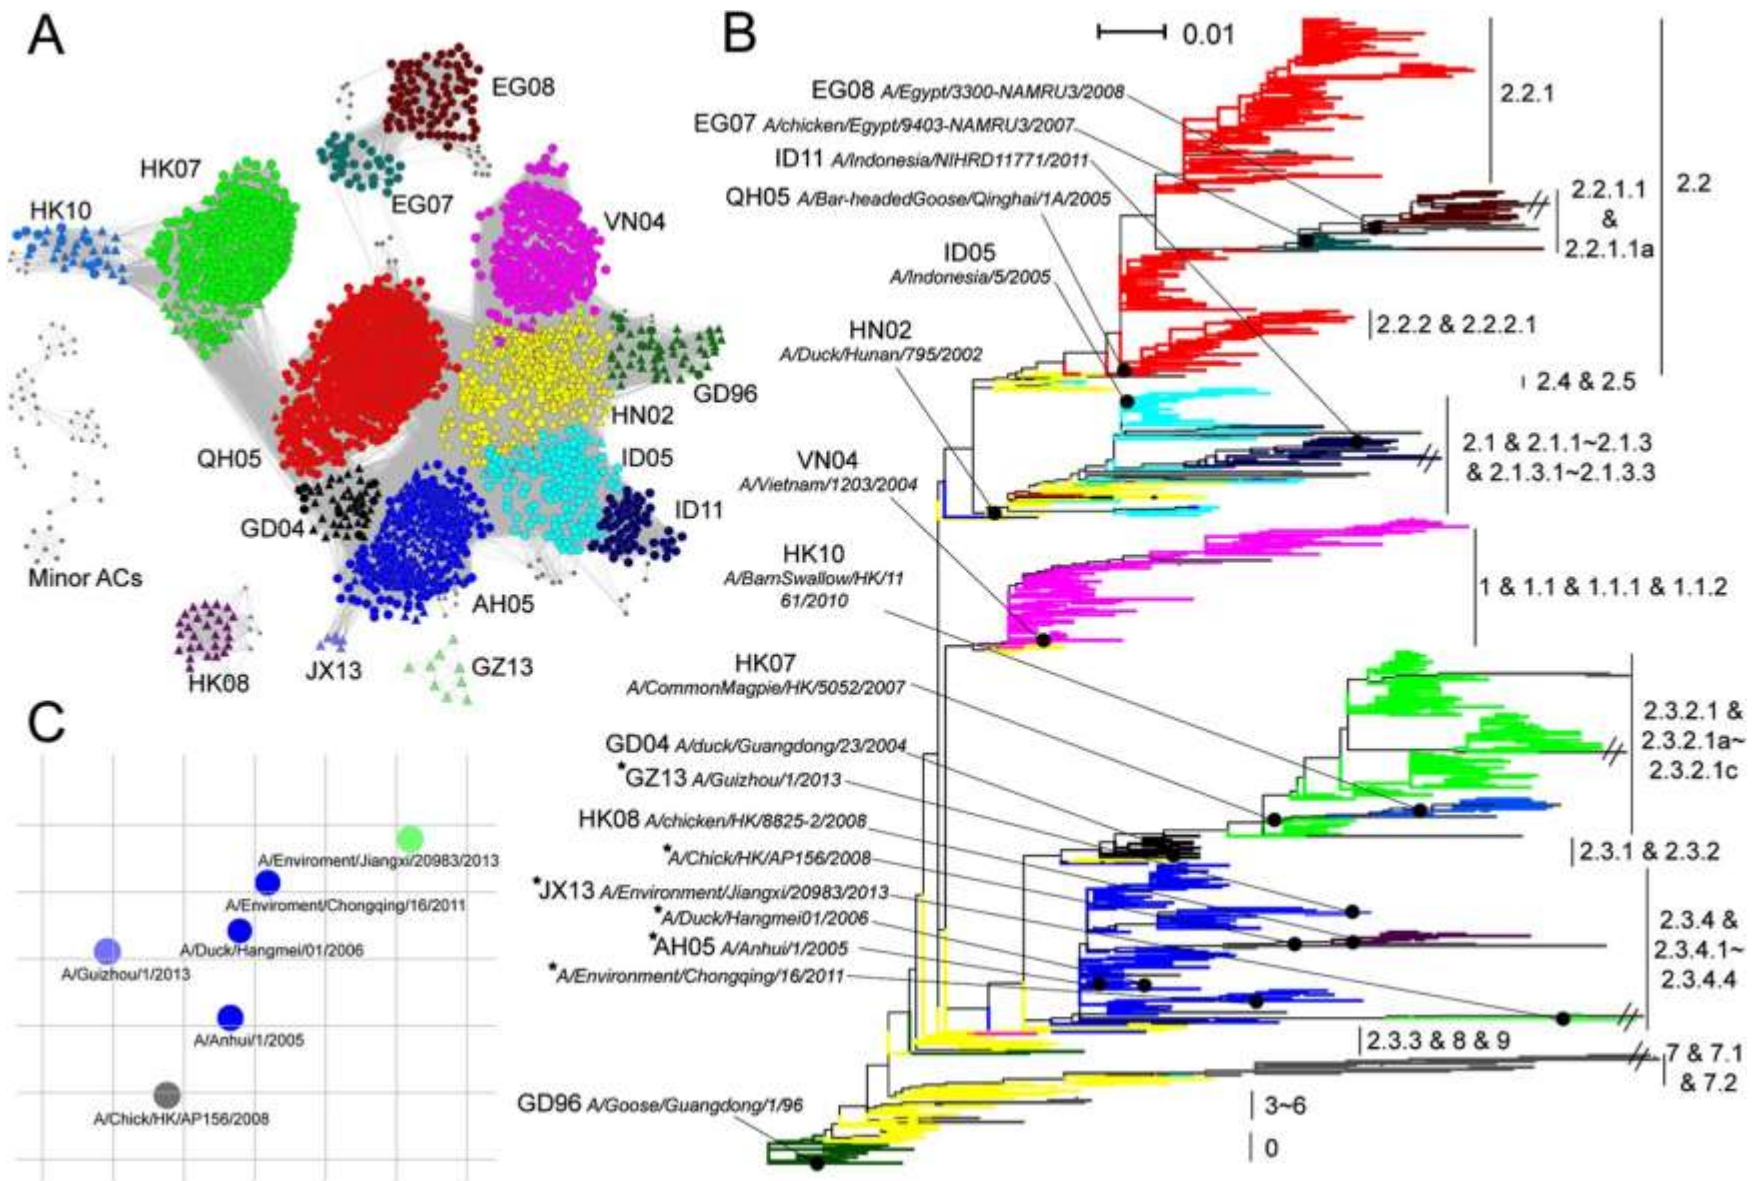 A
EG08
HK07
EG07
HK10
VN04
GD96
HN02
QH05
ID05
GD04
ID11
Minor ACs
AH05
HK08
JX13
GZ13
B
0.01
EG08 A/Egypt/3300-NAMRU3/2008
EG07 A/chicken/Egypt/9403-NAMRU3/2007
ID11 A/Indonesia/NIHRD11771/2011
QH05 A/Bar-headedGoose/Qinghai/1A/2005
ID05
A/Indonesia/5/2005
HN02
A/Duck/Hunan/795/2002
VN04
A/Vietnam/1203/2004
HK10
A/BarnSwallow/HK/11
61/2010
HK07
A/CommonMagpie/HK/5052/2007
GD04 A/duck/Guangdong/23/2004
*GZ13 A/Guizhou/1/2013
HK08 A/chicken/HK/8825-2/2008
*A/Chick/HK/AP156/2008
*JX13 A/Environment/Jiangxi/20983/2013
*A/Duck/Hangmei01/2006
*AH05 A/Anhui/1/2005
*A/Environment/Chongqing/16/2011
GD96 A/Goose/Guangdong/1/96
2.2.1
2.2.1.1
&
2.2.1.1a
2.2
2.2.2 & 2.2.2.1
2.4 & 2.5
2.1 & 2.1.1~2.1.3
& 2.1.3.1~2.1.3.3
1 & 1.1 & 1.1.1 & 1.1.2
2.3.2.1 &
2.3.2.1a~
2.3.2.1c
2.3.1 & 2.3.2
2.3.4 &
2.3.4.1~
2.3.4.4
2.3.3 & 8 & 9
7 & 7.1
& 7.2
3~6
0
C
A/Enviroment/Jiangxi/20983/2013
A/Enviroment/Chongqing/16/2011
A/Duck/Hangmei/01/2006
A/Guizhou/1/2013
A/Anhui/1/2005
A/Chick/HK/AP156/2008